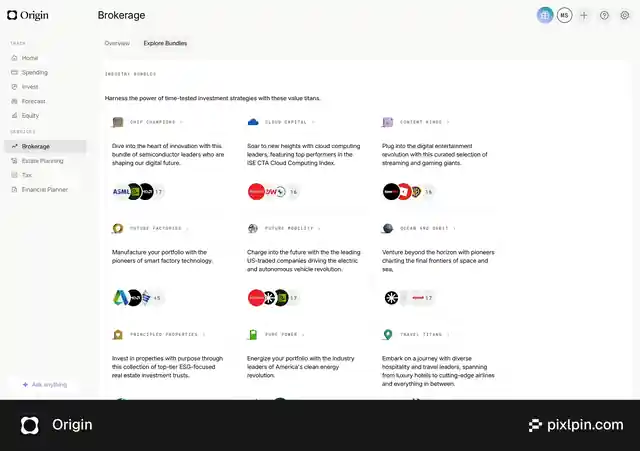 Origin
Brokerage
MS
TRACK
Home
Spending
Invest
Forecast
Equity
SERVICES
Brokerage
Estate Planning
Tax
Financial Planner
Ask anything
Overview
Explore Bundles
INDUSTRY BUNDLES
Harness the power of time-tested investment strategies with these value titans.
CHIP CHAMPIONS
Dive into the heart of innovation with this
bundle of semiconductor leaders who are
shaping our digital future.
ASML
17
CLOUD CAPITAL
Soar to new heights with cloud computing
leaders, featuring top performers in the
ISE CTA Cloud Computing Index.
16
CONTENT KINGS
Plug into the digital entertainment
revolution with this curated selection of
streaming and gaming giants.
16
FUTURE FACTORIES
Manufacture your portfolio with the
pioneers of smart factory technology.
+5
FUTURE MOBILITY
Charge into the future with the the leading
US-traded companies driving the electric
and autonomous vehicle revolution.
17
OCEAN AND ORBIT
Venture beyond the horizon with pioneers
charting the final frontiers of space and
sea,
17
PRINCIPLED PROPERTIES
Invest in properties with purpose through
this collection of top-tier ESG-focused
real estate investment trusts.
PURE POWER
Energize your portfolio with the industry
leaders of America's clean energy
revolution.
TRAVEL TITANS
Embark on a journey with diverse
hospitality and travel leaders, spanning
from luxury hotels to cutting-edge airlines
and everything in between.
Origin
pixlpin.com